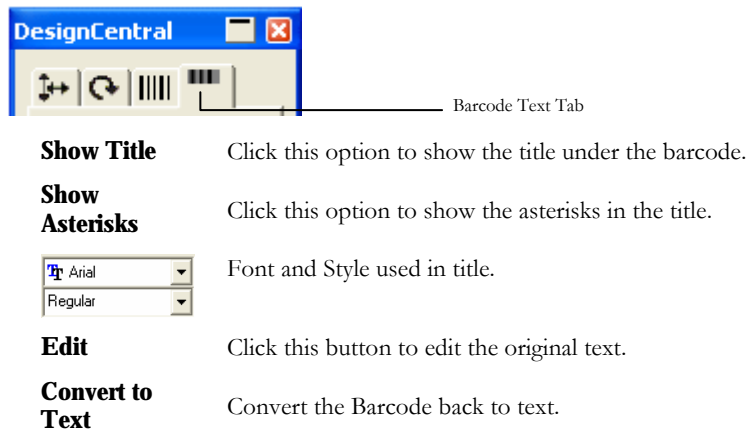 DesignCentral
Barcode Text Tab
Show Title Click this option to show the title under the barcode.
Show
Asterisks Click this option to show the asterisks in the title.
Arial Font and Style used in title.
Regular
Edit Click this button to edit the original text.
Convert to
Text Convert the Barcode back to text.